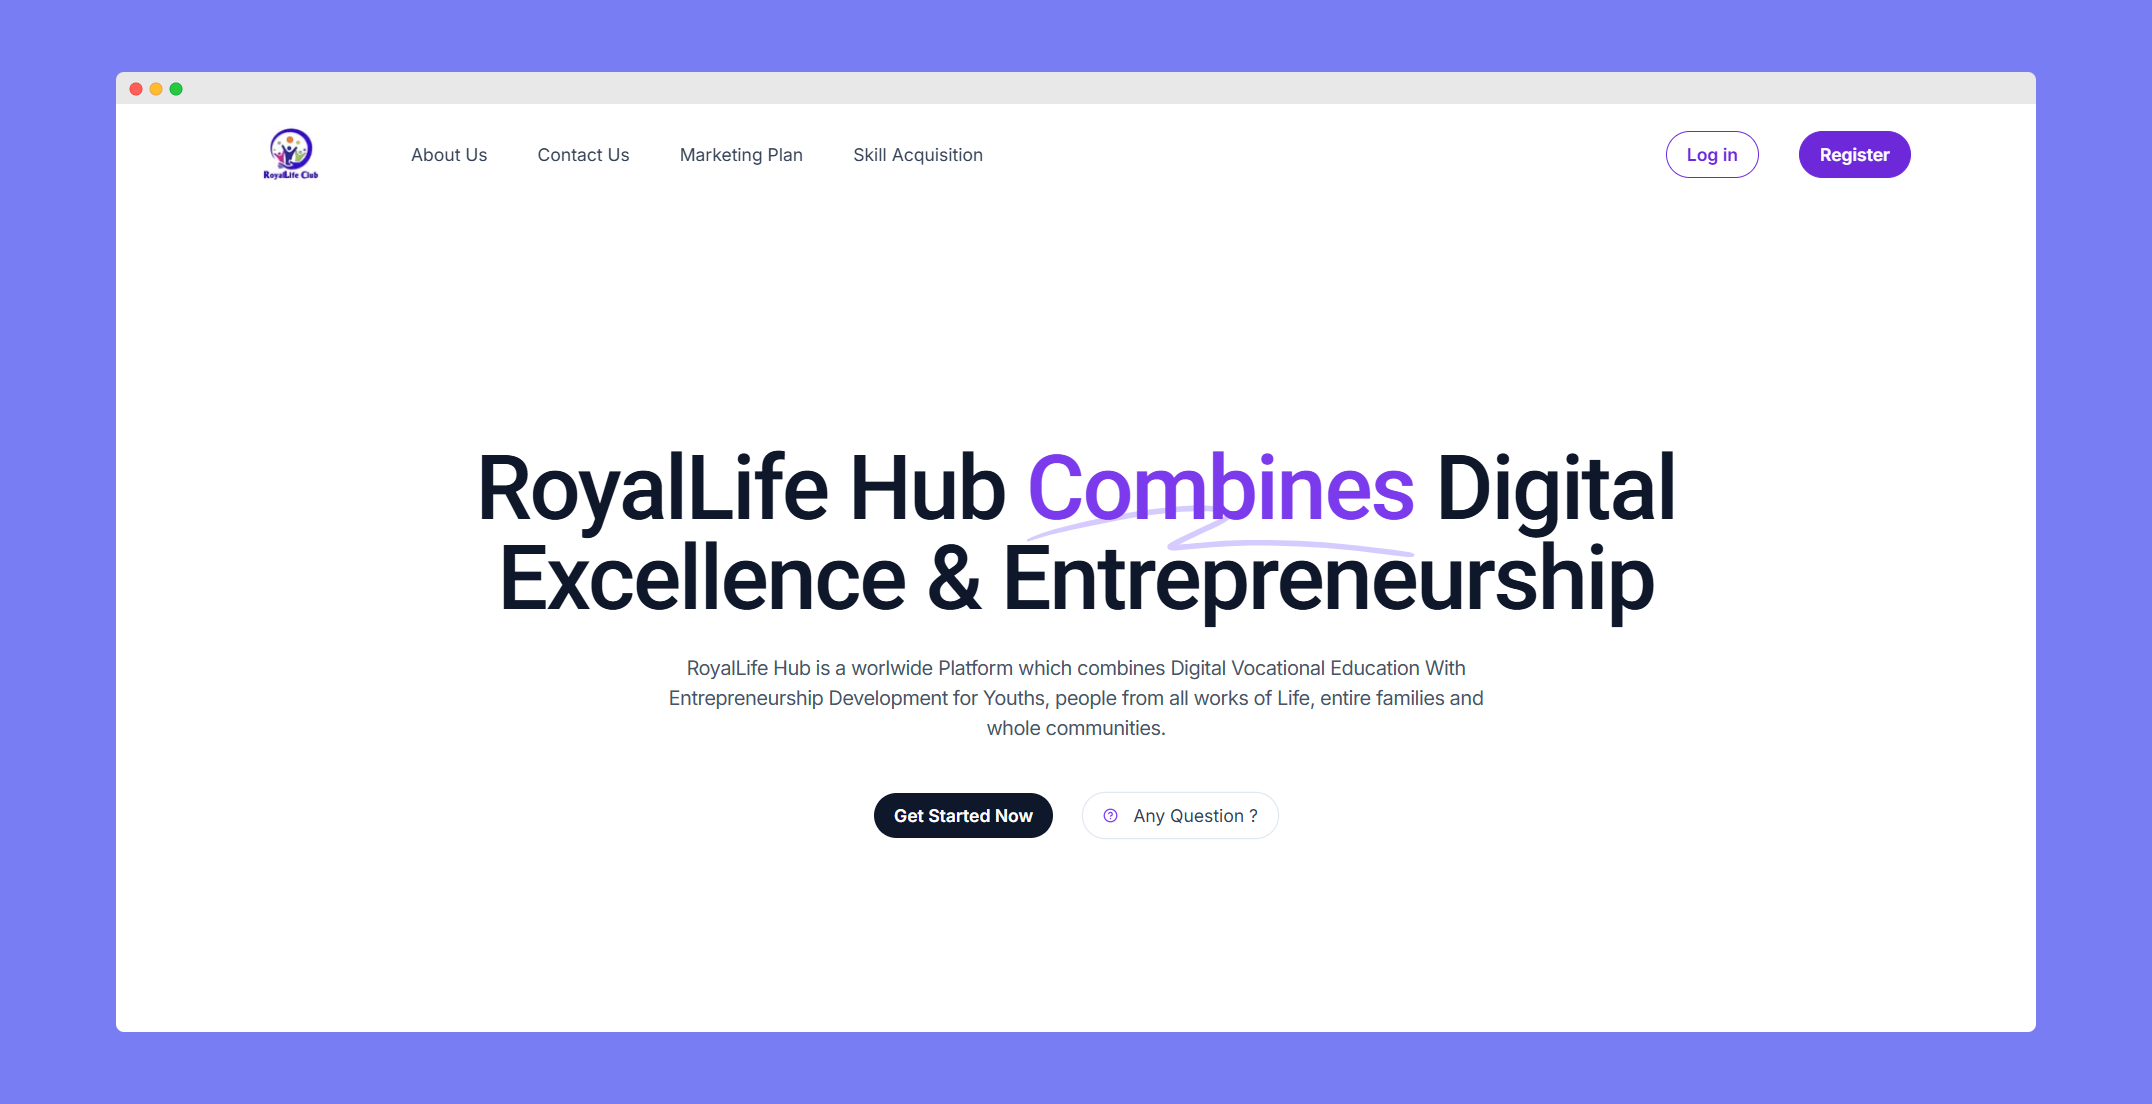 RoyalLife Club
About Us
Contact Us
Marketing Plan
Skill Acquisition
Log in
Register
RoyalLife Hub Combines Digital
Excellence & Entrepreneurship
RoyalLife Hub is a worlwide Platform which combines Digital Vocational Education With
Entrepreneurship Development for Youths, people from all works of Life, entire families and
whole communities.
Get Started Now
Any Question ?